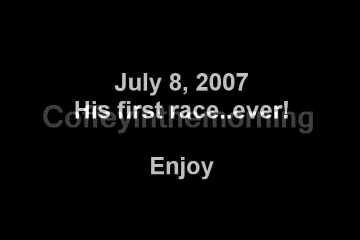 July 8, 2007
His first race..ever!
Colleyinthemorning
Enjoy